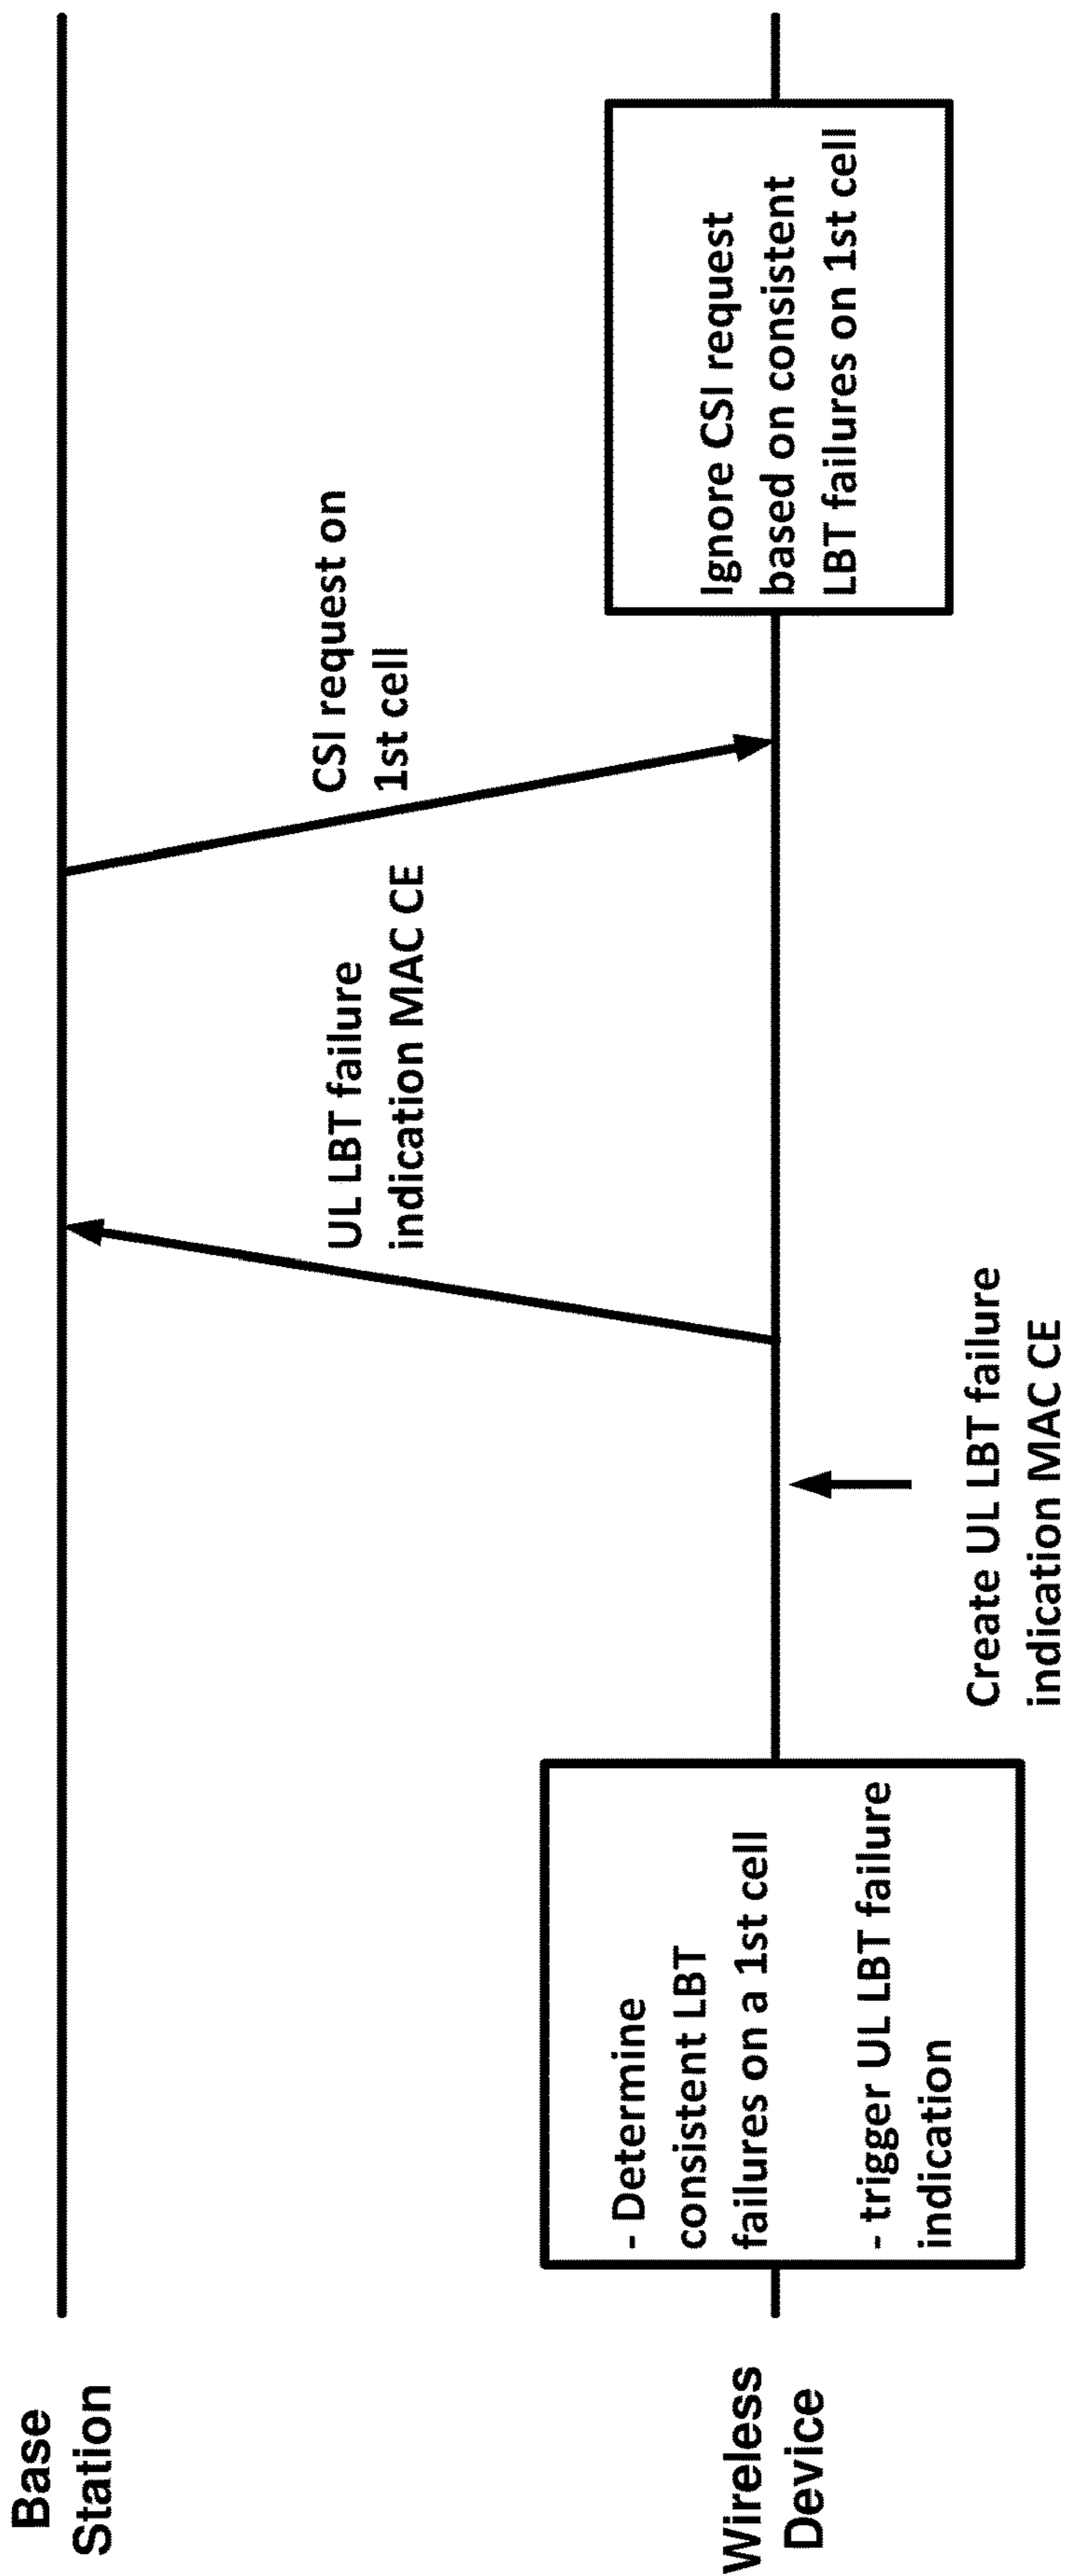 Base
Station
Wireless
Device
- Determine
consistent LBT
failures on a 1st cell
- trigger UL LBT failure
indication
Create UL LBT failure
indication MAC CE
UL LBT failure
indication MAC CE
CSI request on
1st cell
Ignore CSI request
based on consistent
LBT failures on 1st cell